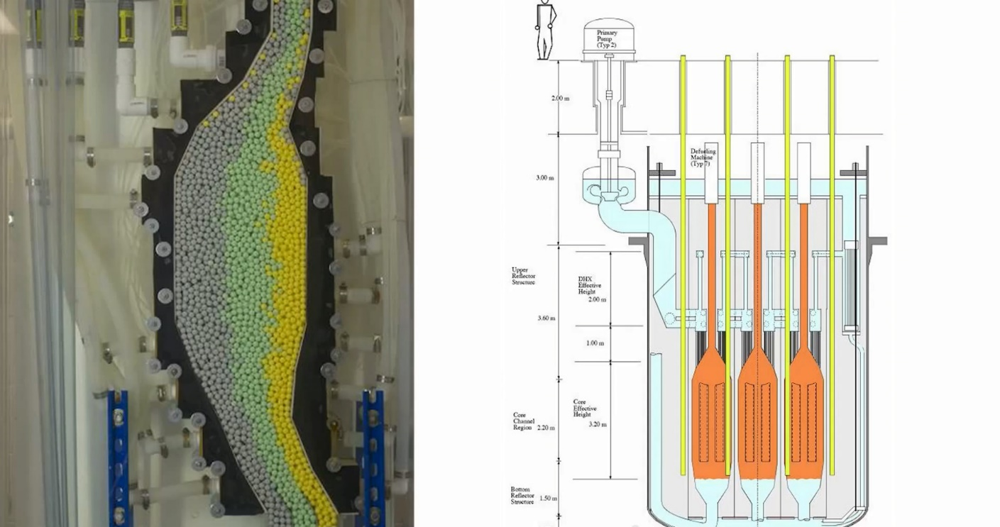 Primary
Pump
(Typ 2)
2.00 m
Defueling
Machine
(Typ 7)
3.00 m
Upper
Reflector
Structure
DHX
Effective
Height
2.00 m
3.60 m
1.00 m
Core
Effective
Height
3.20 m
Core
Channel
Region 2.20 m
Bottom
Reflector
Structure 1.50 m